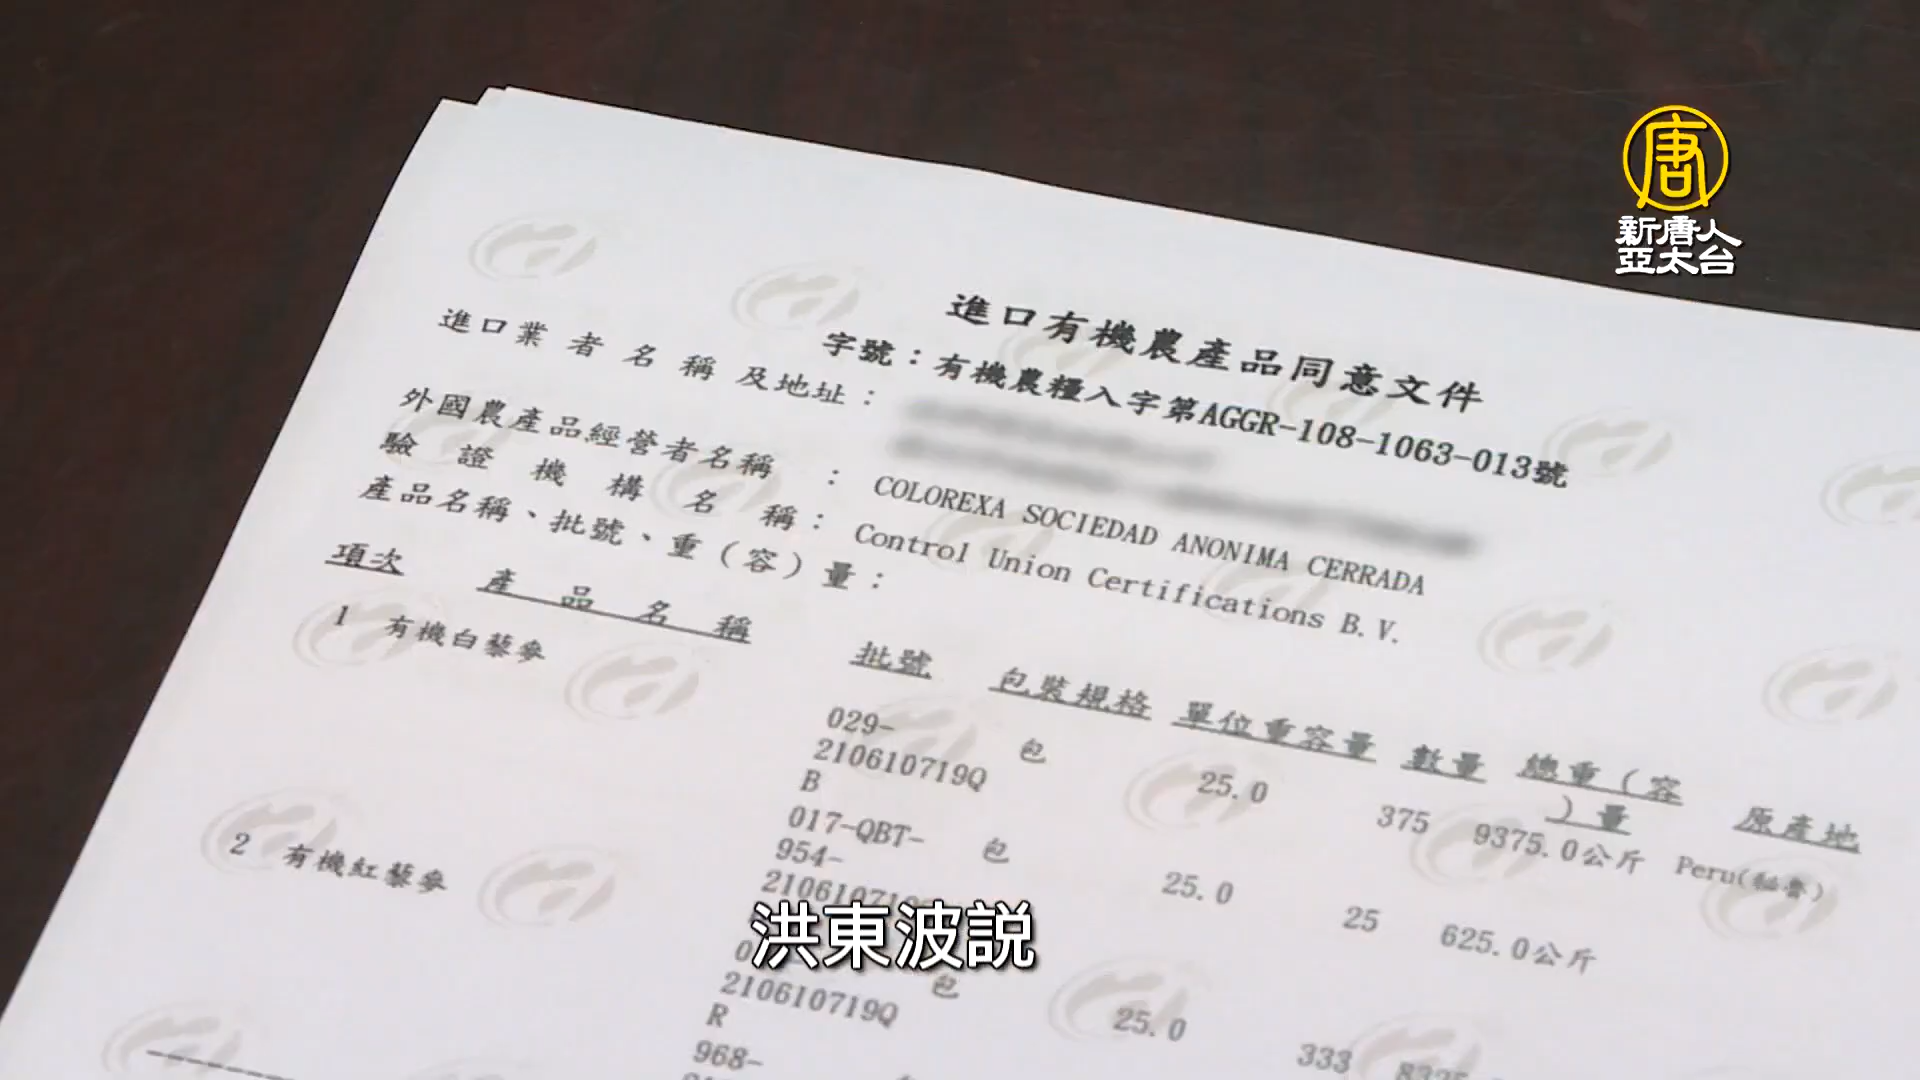 唐
新唐人
亞太台
進口有機農產品同意文件
字號：有機農糧入字第AGGR-108-1063-013號
進口業者名稱及地址：
外國農產品經營者名稱 ： COLOREXA SOCIEDAD ANONIMA CERRADA
驗證機構名稱： Control Union Certifications B.V.
產品名稱、批號、重（容）量：
項次 產品名稱 批號 包裝規格 單位重容量 數量 總重（容）量 原產地
1 有機白藜麥 029- 包 25.0 375 9375.0公斤 Peru(秘魯)
210610719Q
B
017-QBT- 包 25.0 25 625.0公斤
954-
2 有機紅藜麥 包 25.0 333
210610719Q
R
968-
洪東波説